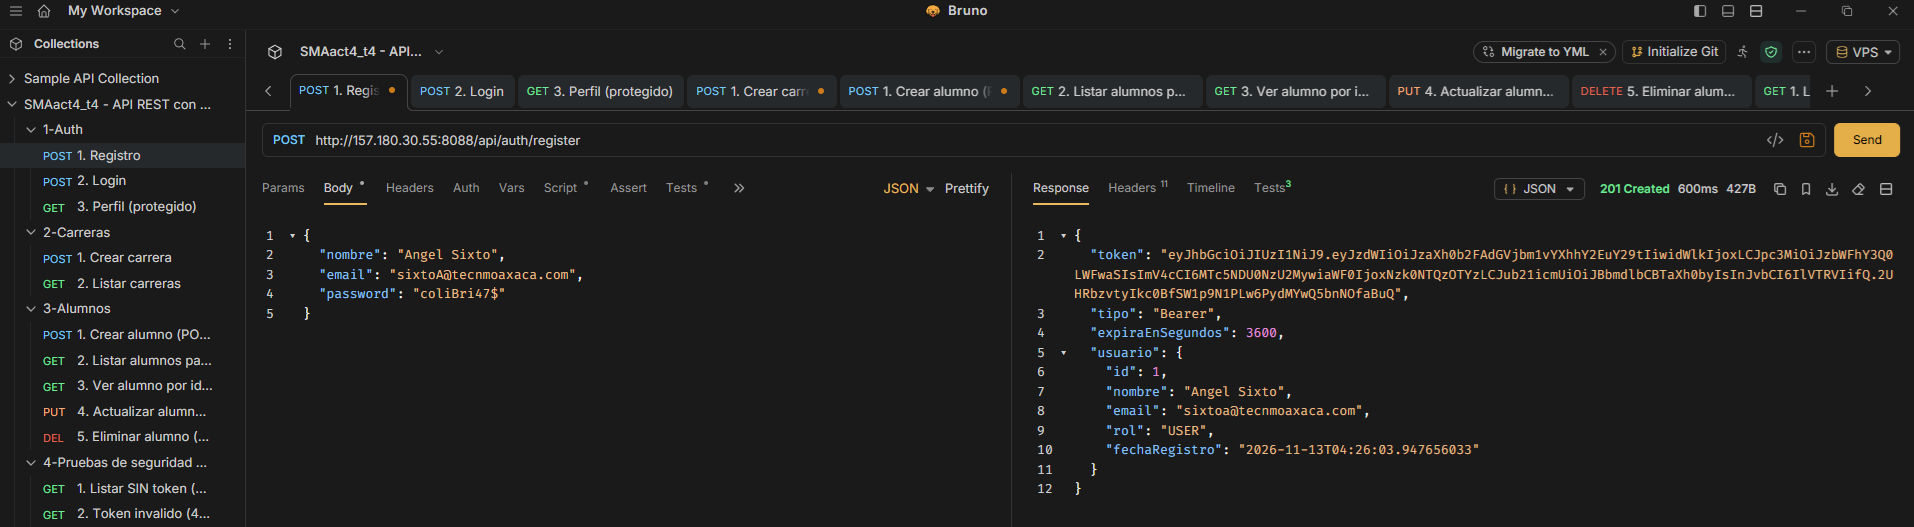 My Workspace
Bruno
Collections
SMAact4_t4 - API...
Migrate to YML
Initialize Git
VPS
Sample API Collection
SMAact4_t4 - API REST con ...
1-Auth
POST 1. Registro
POST 2. Login
GET 3. Perfil (protegido)
2-Carreras
POST 1. Crear carrera
GET 2. Listar carreras
3-Alumnos
POST 1. Crear alumno (PO...
GET 2. Listar alumnos pa...
GET 3. Ver alumno por id...
PUT 4. Actualizar alumn...
DEL 5. Eliminar alumno (...
4-Pruebas de seguridad ...
GET 1. Listar SIN token (...
GET 2. Token invalido (4...
POST 1. Regis
POST 2. Login
GET 3. Perfil (protegido)
POST 1. Crear carr
POST 1. Crear alumno (P
GET 2. Listar alumnos p...
GET 3. Ver alumno por i...
PUT 4. Actualizar alumn...
DELETE 5. Eliminar alum...
GET 1. L
POST http://157.180.30.55:8088/api/auth/register
Send
Params Body Headers Auth Vars Script Assert Tests
JSON Prettify
1 {
2 "nombre": "Angel Sixto",
3 "email": "sixtoA@tecnmoaxaca.com",
4 "password": "coliBri47$"
5 }
Response Headers 11 Timeline Tests 3
{ } JSON 201 Created 600ms 427B
1 {
2 "token": "eyJhbGciOiJIUzI1NiJ9.eyJzdWIiOiJzaXh0b2FAdGVjbm1vYXhhY2EuY29tIiwidWlkIjoxLCJpc3MiOiJzbWFhY3Q0
LWFwaSIsImV4cCI6MTc5NDU0NzU2MywiaWF0IjoxNzk0NTQzOTYzLCJub21icmUiOiJBbmdlbCBTaXh0byIsInJvbCI6IlVTRVIifQ.2U
HRbzvtyIkc0BfSW1p9N1PLw6PydMYwQ5bnNOfaBuQ",
3 "tipo": "Bearer",
4 "expiraEnSegundos": 3600,
5 "usuario": {
6 "id": 1,
7 "nombre": "Angel Sixto",
8 "email": "sixtoa@tecnmoaxaca.com",
9 "rol": "USER",
10 "fechaRegistro": "2026-11-13T04:26:03.947656033"
11 }
12 }